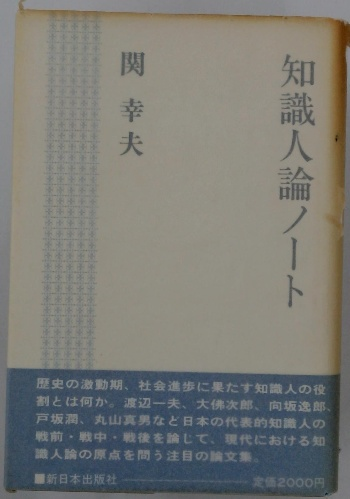 知識人論ノート
関幸夫
歴史の激動期、社会進歩に果たす知識人の役
割とは何か。渡辺一夫、大佛次郎、向坂逸郎、
戸坂潤、丸山真男など日本の代表的知識人の
戦前・戦中・戦後を論じて、現代における知
識人論の原点を問う注目の論文集。
■新日本出版社 定価2000円